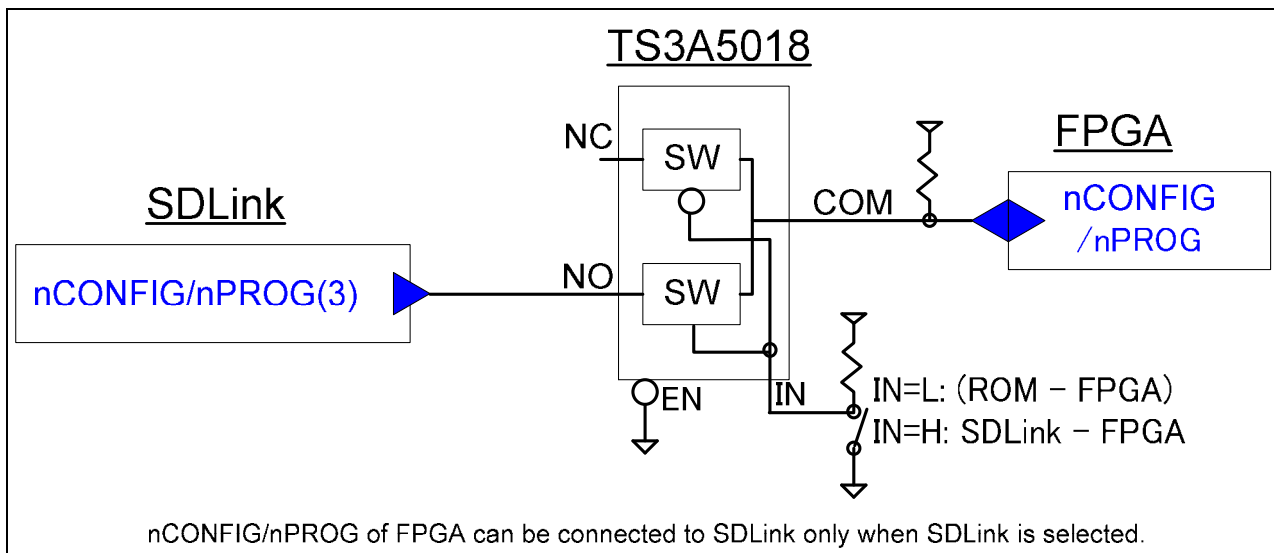 TS3A5018
FPGA
SDLink
NC
SW
COM
nCONFIG
/nPROG
nCONFIG/nPROG(3)
NO
SW
EN
IN
IN=L: (ROM − FPGA)
IN=H: SDLink − FPGA
nCONFIG/nPROG of FPGA can be connected to SDLink only when SDLink is selected.